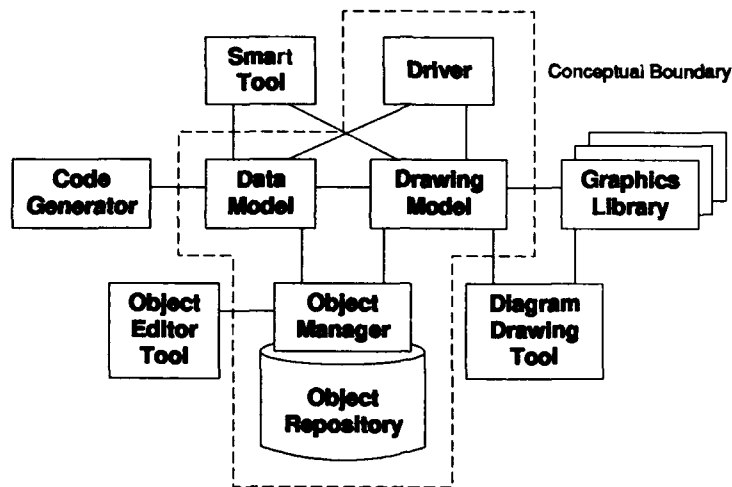 Smart
Tool
Driver
Conceptual Boundary
Code
Generator
Data
Model
Drawing
Model
Graphics
Library
Object
Editor
Tool
Object
Manager
Diagram
Drawing
Tool
Object
Repository